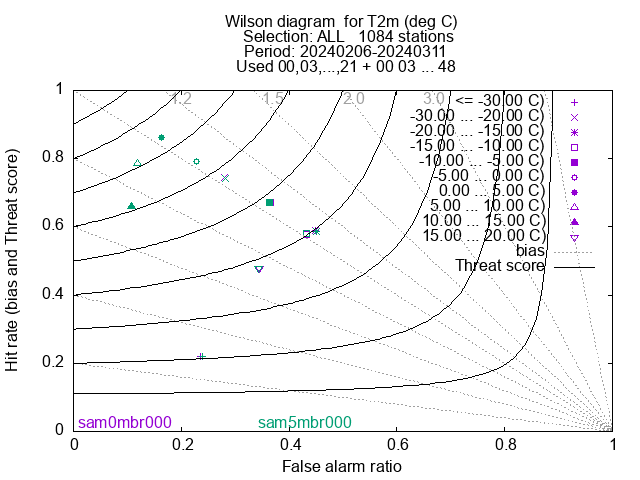 Wilson diagram  for T2m (deg C)
Selection: ALL   1084 stations
Period: 20240206-20240311
Used 00,03,...,21 + 00 03 ... 48
1
0.8
0.6
0.4
0.2
0
Hit rate (bias and Threat score)
1.2
1.5
2.0
3.0
<= -30.00 C)
-30.00 ... -20.00 C)
-20.00 ... -15.00 C)
-15.00 ... -10.00 C)
-10.00 ... -5.00 C)
-5.00 ... 0.00 C)
0.00 ... 5.00 C)
5.00 ... 10.00 C)
10.00 ... 15.00 C)
15.00 ... 20.00 C)
bias
Threat score
sam0mbr000
sam5mbr000
0
0.2
0.4
0.6
0.8
1
False alarm ratio